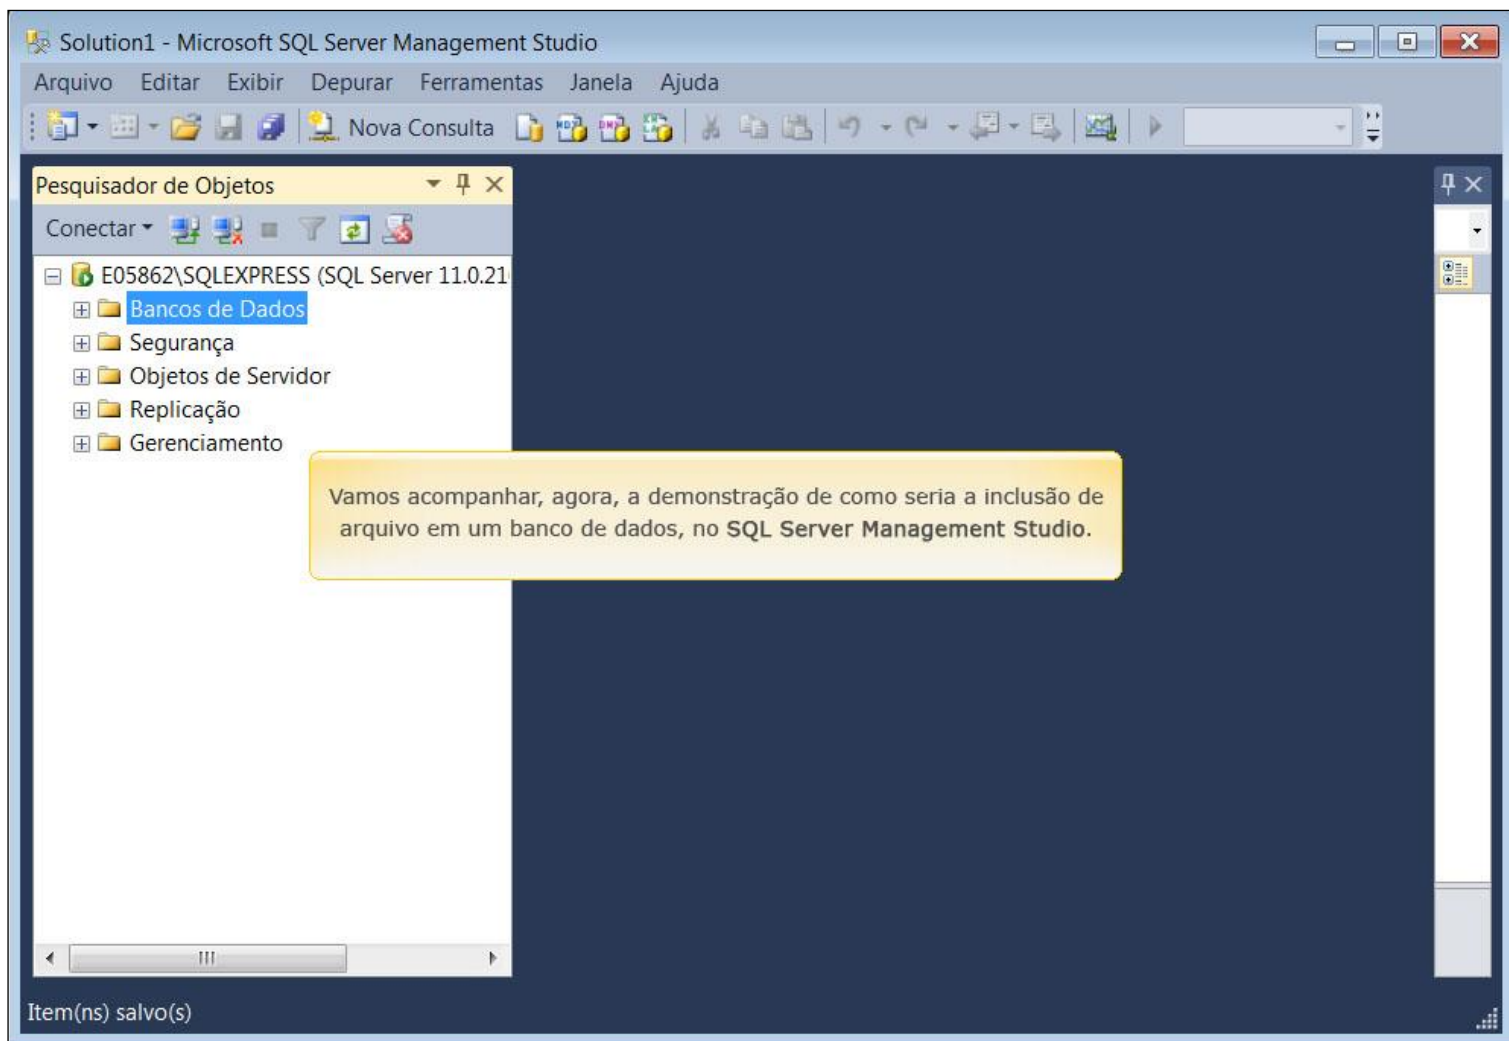 Solution1 - Microsoft SQL Server Management Studio
Arquivo Editar Exibir Depurar Ferramentas Janela Ajuda
Nova Consulta
Pesquisador de Objetos
Conectar
E05862\SQLEXPRESS (SQL Server 11.0.21
Bancos de Dados
Segurança
Objetos de Servidor
Replicação
Gerenciamento
Vamos acompanhar, agora, a demonstração de como seria a inclusão de
arquivo em um banco de dados, no SQL Server Management Studio.
Item(ns) salvo(s)